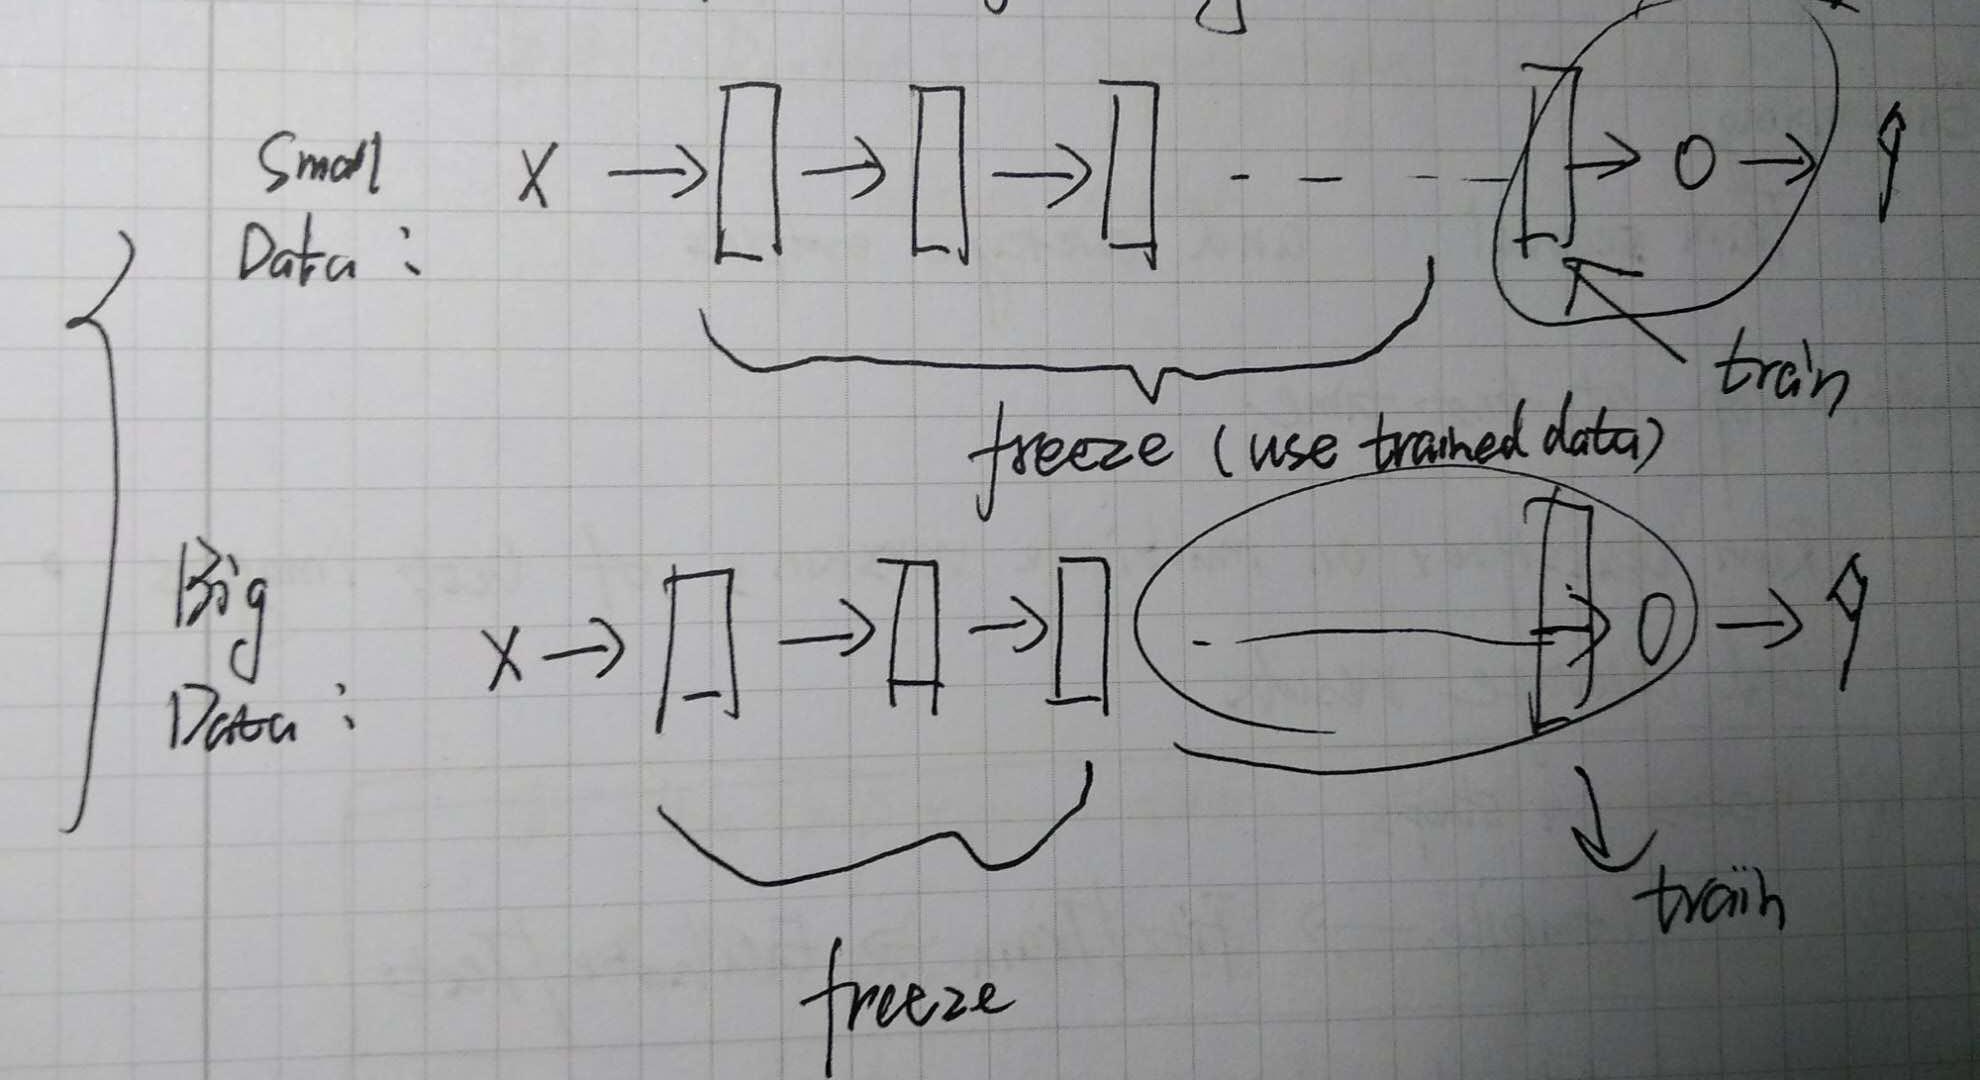 Small
Data:
X → → → - - - → O → ŷ
train
freeze (use trained data)
Big
Data:
X → → → - → O → ŷ
train
freeze